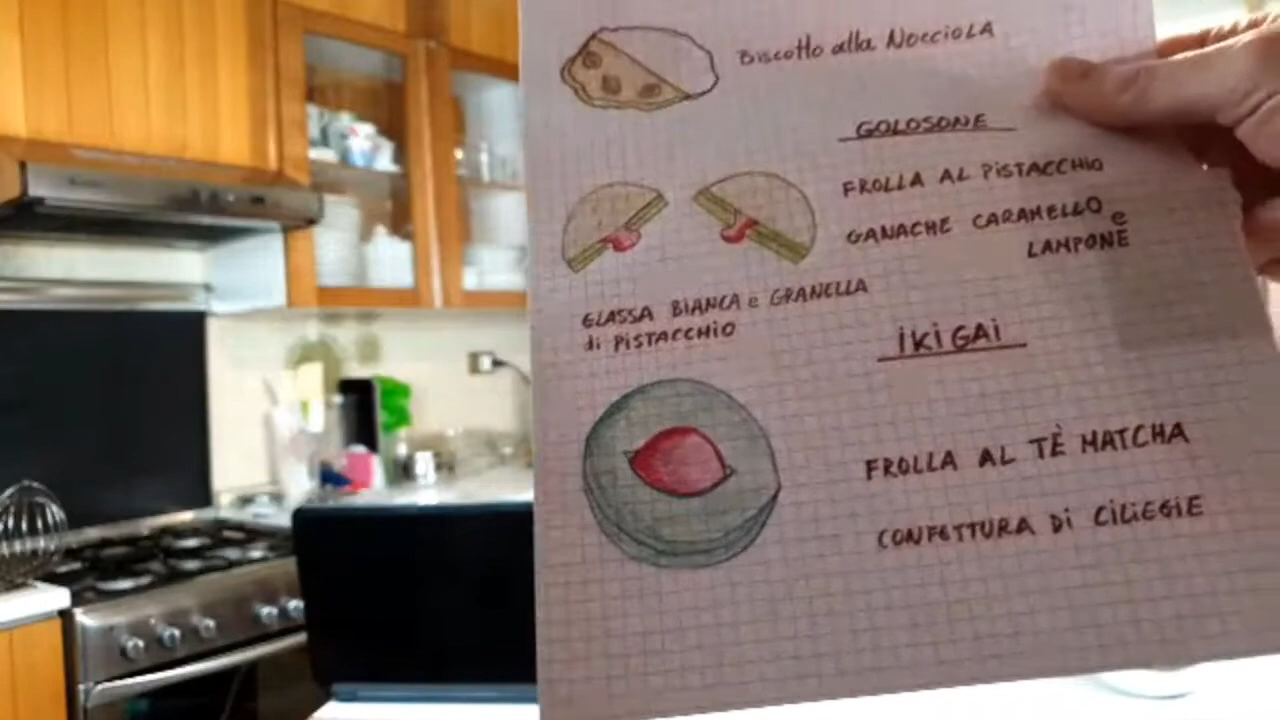 Biscotto alla NOCCIOLA
GOLOSONE
FROLLA AL PiSTACCHiO
GANACHE CARAMELLO e
LAMPONE
GLASSA BIANCA e GRANELLA
di PiSTACCHiO
iKiGAi
FROLLA AL TÈ MATCHA
CONFETTURA Di CiLiEGiE